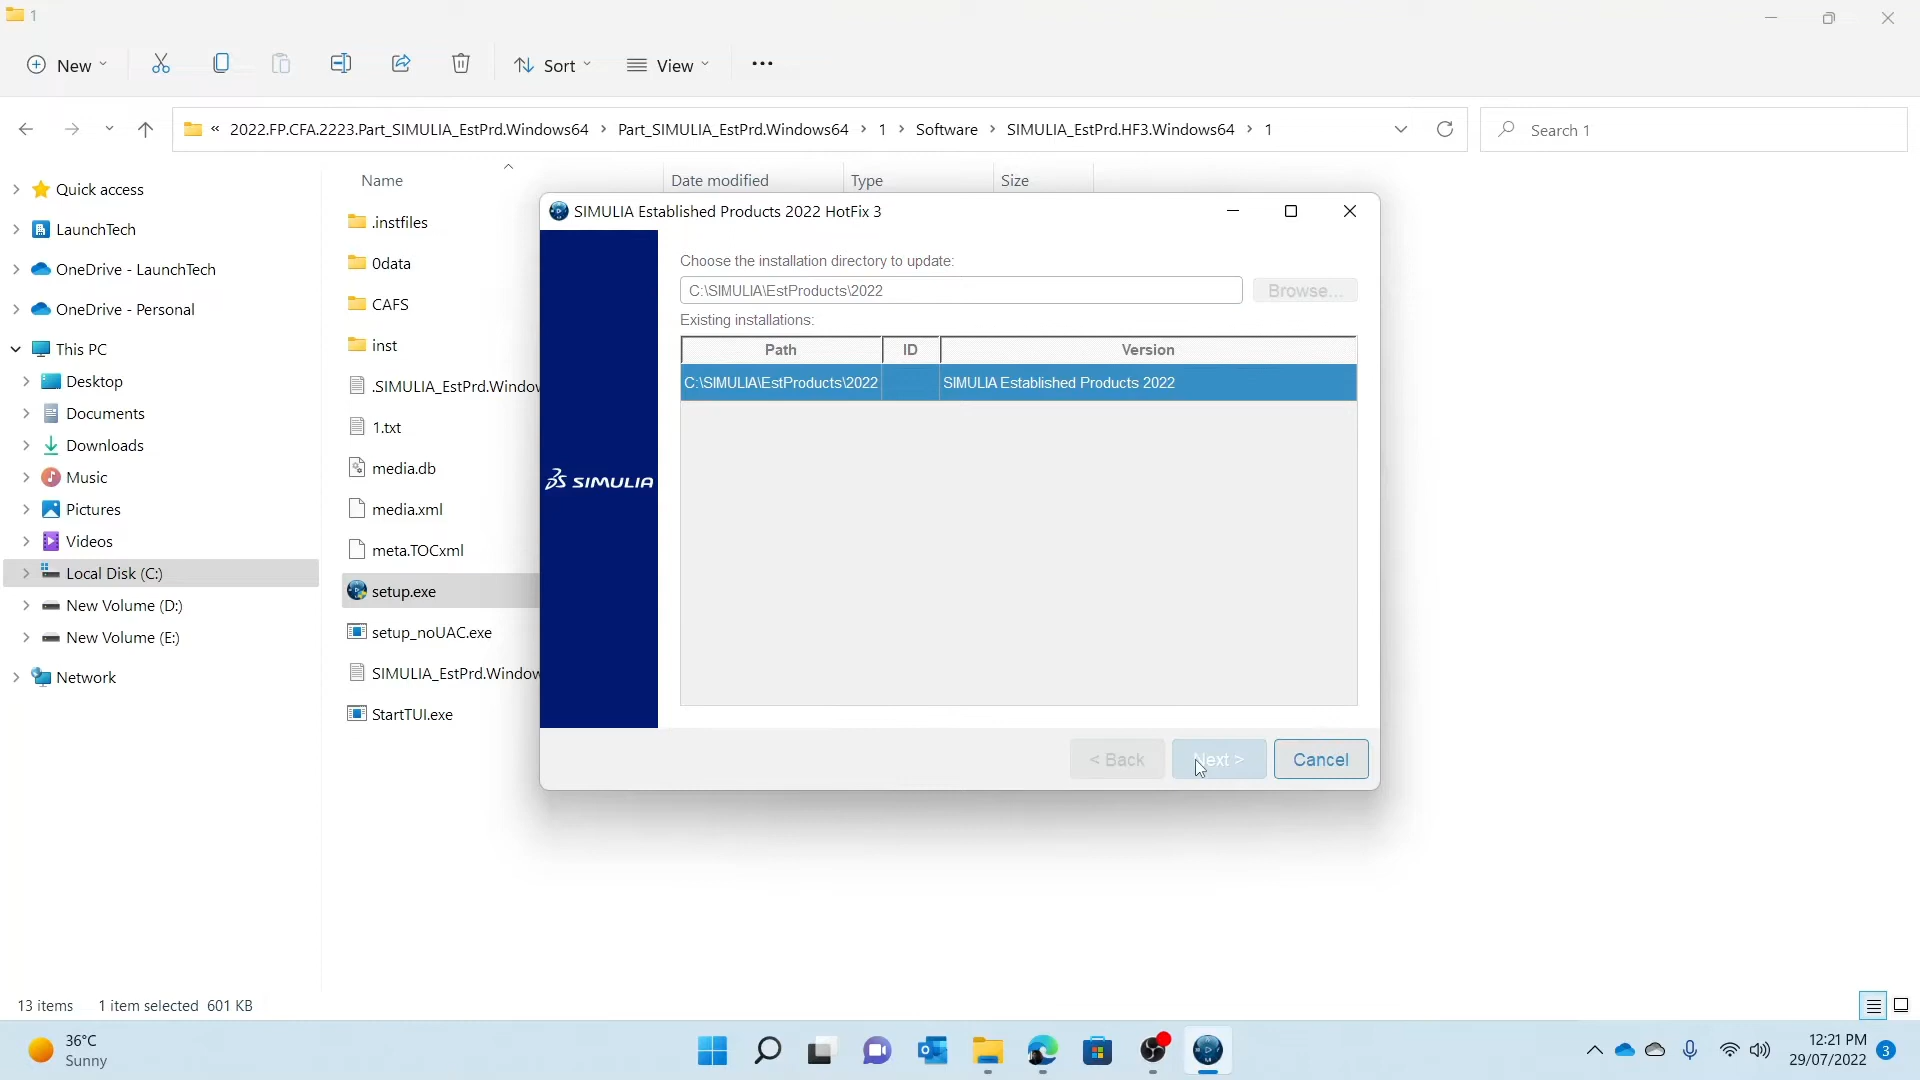 1
New
Sort
View
« 2022.FP.CFA.2223.Part_SIMULIA_EstPrd.Windows64 > Part_SIMULIA_EstPrd.Windows64 > 1 > Software > SIMULIA_EstPrd.HF3.Windows64 > 1
Search 1
Name
Date modified
Type
Size
Quick access
LaunchTech
OneDrive - LaunchTech
OneDrive - Personal
This PC
Desktop
Documents
Downloads
Music
Pictures
Videos
Local Disk (C:)
New Volume (D:)
New Volume (E:)
Network
.instfiles
0data
CAFS
inst
.SIMULIA_EstPrd.Window
1.txt
media.db
media.xml
meta.TOCxml
setup.exe
setup_noUAC.exe
SIMULIA_EstPrd.Window
StartTUI.exe
SIMULIA Established Products 2022 HotFix 3
Choose the installation directory to update:
C:\SIMULIA\EstProducts\2022
Browse...
Existing installations:
Path ID Version
C:\SIMULIA\EstProducts\2022 SIMULIA Established Products 2022
SIMULIA
< Back
Next >
Cancel
13 items 1 item selected 601 KB
36°C
Sunny
12:21 PM
29/07/2022
3